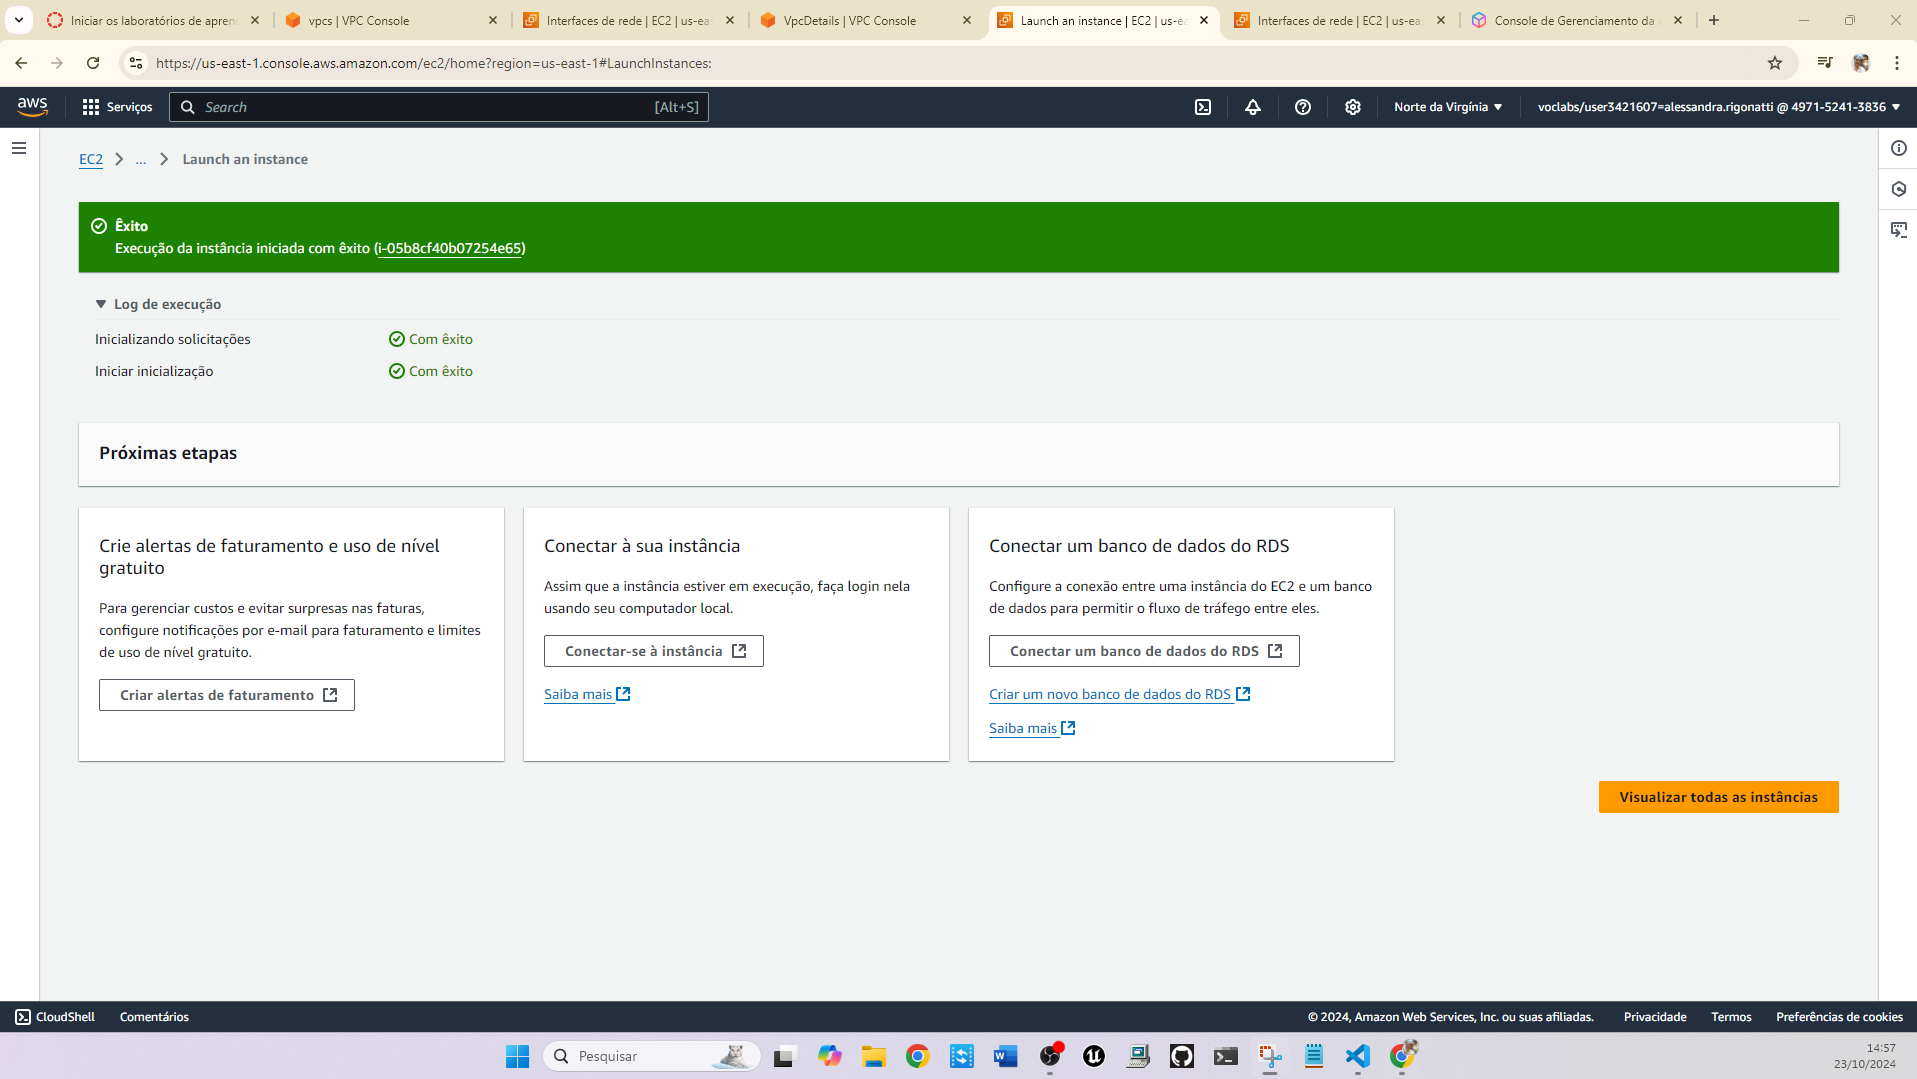 Iniciar os laboratórios de apren
vpcs | VPC Console
Interfaces de rede | EC2 | us-eas
VpcDetails | VPC Console
Launch an instance | EC2 | us-ea
Interfaces de rede | EC2 | us-eas
Console de Gerenciamento da A
https://us-east-1.console.aws.amazon.com/ec2/home?region=us-east-1#LaunchInstances:
aws
Serviços
Search
[Alt+S]
Norte da Virgínia
voclabs/user3421607=alessandra.rigonatti @ 4971-5241-3836
EC2
...
Launch an instance
Êxito
Execução da instância iniciada com êxito (i-05b8cf40b07254e65)
Log de execução
Inicializando solicitações
Com êxito
Iniciar inicialização
Com êxito
Próximas etapas
Crie alertas de faturamento e uso de nível
gratuito
Para gerenciar custos e evitar surpresas nas faturas,
configure notificações por e-mail para faturamento e limites
de uso de nível gratuito.
Criar alertas de faturamento
Conectar à sua instância
Assim que a instância estiver em execução, faça login nela
usando seu computador local.
Conectar-se à instância
Saiba mais
Conectar um banco de dados do RDS
Configure a conexão entre uma instância do EC2 e um banco
de dados para permitir o fluxo de tráfego entre eles.
Conectar um banco de dados do RDS
Criar um novo banco de dados do RDS
Saiba mais
Visualizar todas as instâncias
CloudShell
Comentários
© 2024, Amazon Web Services, Inc. ou suas afiliadas.
Privacidade
Termos
Preferências de cookies
Pesquisar
14:57
23/10/2024